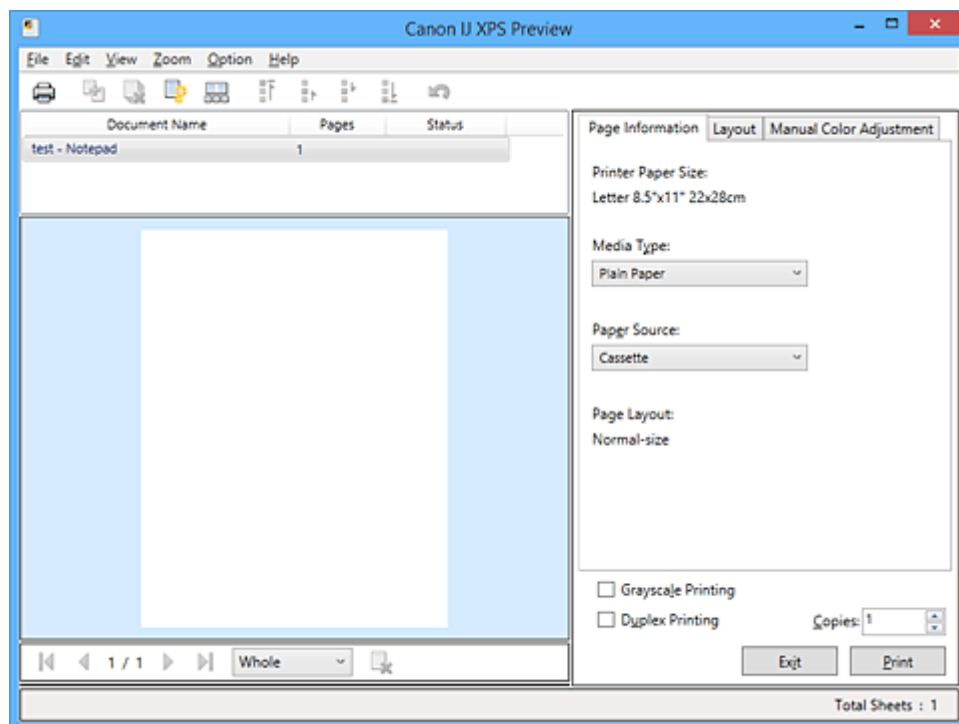 Canon IJ XPS Preview
File Edit View Zoom Option Help
Document Name Pages Status
test - Notepad 1
Page Information Layout Manual Color Adjustment
Printer Paper Size:
Letter 8.5"x11" 22x28cm
Media Type:
Plain Paper
Paper Source:
Cassette
Page Layout:
Normal-size
Grayscale Printing
Duplex Printing
Copies: 1
1 / 1 Whole
Exit Print
Total Sheets : 1